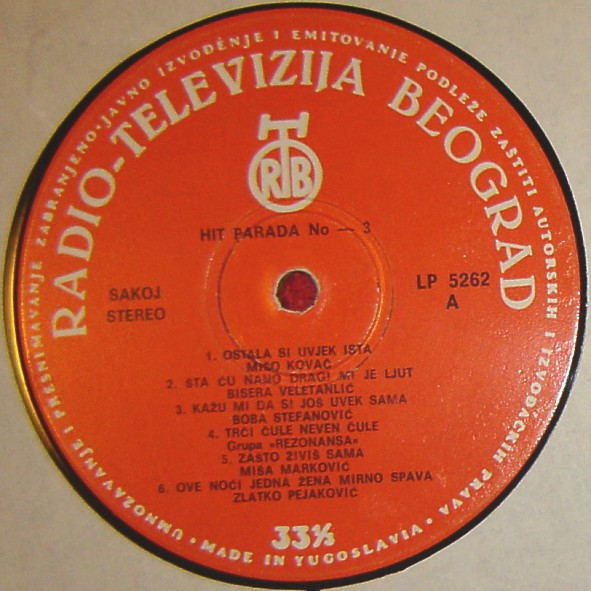 UMNOŽAVANJE I PRESNIMAVANJE ZABRANJENO · JAVNO IZVOĐENJE I EMITOVANJE PODLEŽE ZAŠTITI AUTORSKIH I IZVOĐAČKIH PRAVA ·
RADIO-TELEVIZIJA BEOGRAD
RTB
HIT PARADA No — 3
SAKOJ
STEREO
LP 5262
A
1. OSTALA SI UVJEK ISTA
MIŠO KOVAČ
2. ŠTA ĆU NANO DRAGI MI JE LJUT
BISERA VELETANLIĆ
3. KAŽU MI DA SI JOŠ UVEK SAMA
BOBA STEFANOVIĆ
4. TRČI ČULE NEVEN ČULE
Grupa »REZONANSA»
5. ZAŠTO ŽIVIŠ SAMA
MIŠA MARKOVIĆ
6. OVE NOĆI JEDNA ŽENA MIRNO SPAVA
ZLATKO PEJAKOVIĆ
33⅓
· MADE IN YUGOSLAVIA ·